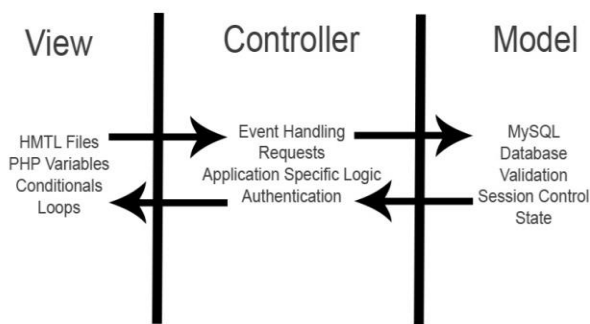 View
HMTL Files
PHP Variables
Conditionals
Loops
Controller
Event Handling
Requests
Application Specific Logic
Authentication
Model
MySQL
Database
Validation
Session Control
State